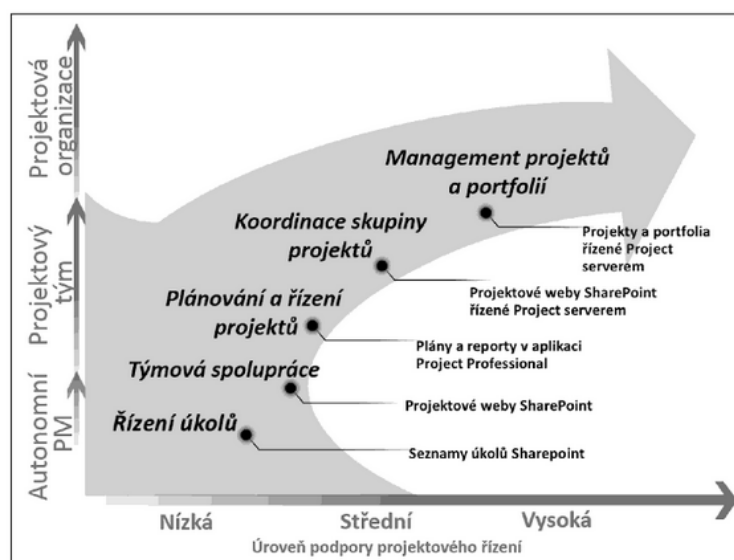 Projektová
organizace
Projektový
tým
Autonomní
PM
Management projektů
a portfolií
Projekty a portfolia
řízené Project
serverem
Koordinace skupiny
projektů
Projektové weby SharePoint
řízené Project serverem
Plánování a řízení
projektů
Plány a reporty v aplikaci
Project Professional
Týmová spolupráce
Projektové weby SharePoint
Řízení úkolů
Seznamy úkolů Sharepoint
Nízká
Střední
Vysoká
Úroveň podpory projektového řízení